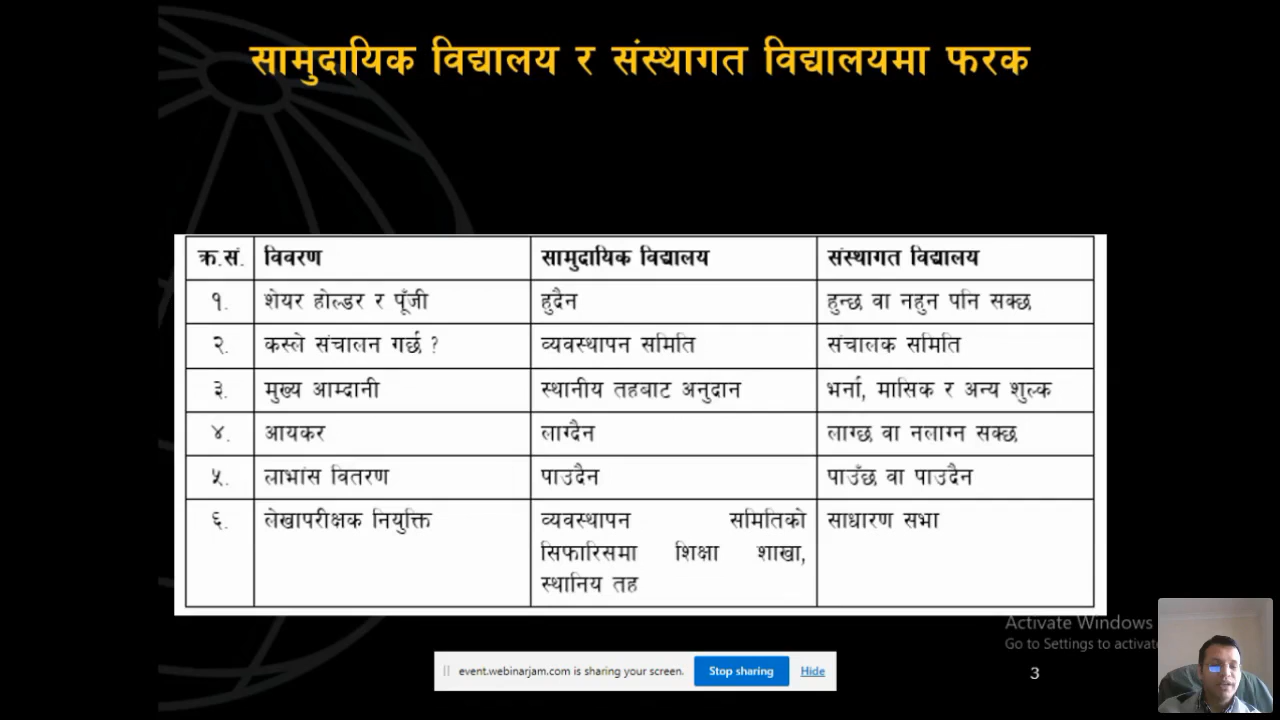 सामुदायिक विद्यालय र संस्थागत विद्यालयमा फरक
क्र.सं. विवरण सामुदायिक विद्यालय संस्थागत विद्यालय
१. शेयर होल्डर र पूँजी हुदैन हुन्छ वा नहुन पनि सक्छ
२. कस्ले संचालन गर्छ ? व्यवस्थापन समिति संचालक समिति
३. मुख्य आम्दानी स्थानीय तहबाट अनुदान भर्ना, मासिक र अन्य शुल्क
४. आयकर लाग्दैन लाग्छ वा नलाग्न सक्छ
५. लाभांस वितरण पाउदैन पाउँछ वा पाउदैन
६. लेखापरीक्षक नियुक्ति व्यवस्थापन समितिको साधारण सभा
सिफारिसमा शिक्षा शाखा,
स्थानिय तह
Activate Windows
Go to Settings to activate
event.webinarjam.com is sharing your screen. Stop sharing Hide
3